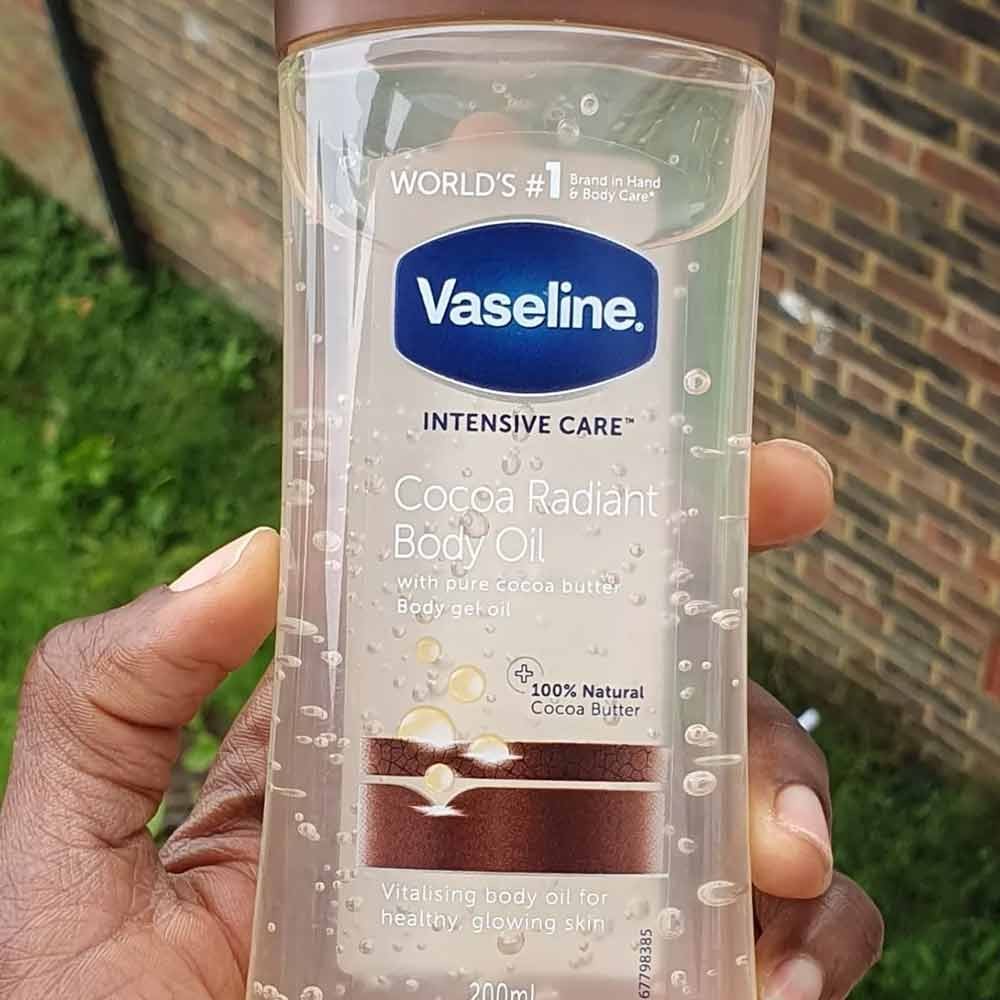 WORLD'S #1 Brand in Hand
& Body Care*
Vaseline.
INTENSIVE CARE™
Cocoa Radiant
Body Oil
with pure cocoa butter
Body gel oil
100% Natural
Cocoa Butter
Vitalising body oil for
healthy, glowing skin
67798385
200ml